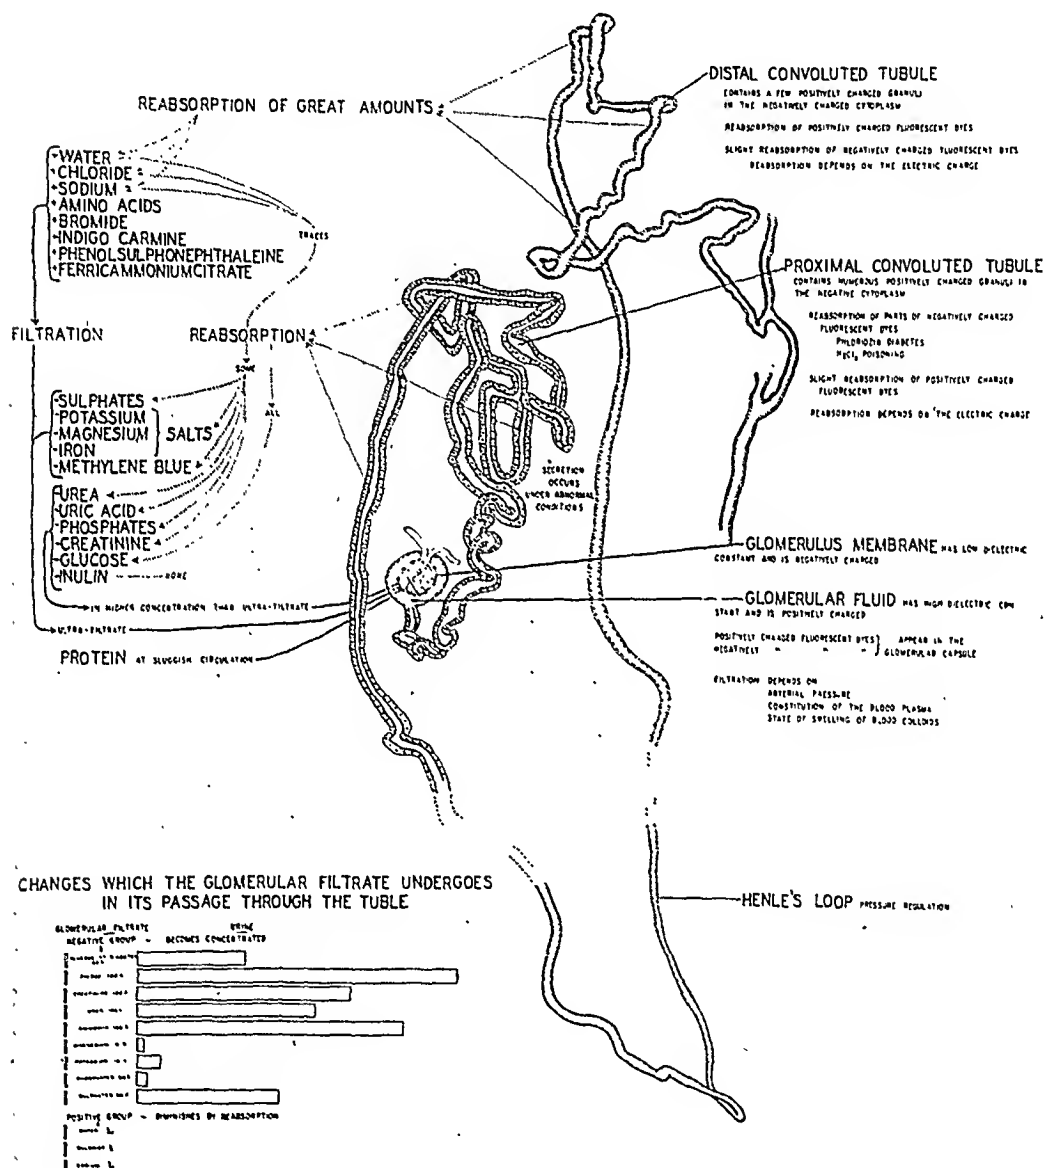 DISTAL CONVOLUTED TUBULE
CONTAINS A FEW POSITIVELY CHARGED GRANULI
IN THE NEGATIVELY CHARGED CYTOPLASM
REABSORPTION OF POSITIVELY CHARGED FLUORESCENT DYES
SLIGHT REABSORPTION OF NEGATIVELY CHARGED FLUORESCENT DYES
REABSORPTION DEPENDS ON THE ELECTRIC CHARGE
REABSORPTION OF GREAT AMOUNTS
WATER
CHLORIDE
SODIUM
AMINO ACIDS
BROMIDE
INDIGO CARMINE
PHENOLSULPHONEPHTHALEINE
FERRICAMMONIUMCITRATE
TRACES
PROXIMAL CONVOLUTED TUBULE
CONTAINS NUMEROUS POSITIVELY CHARGED GRANULI IN
THE NEGATIVE CYTOPLASM
REABSORPTION OF PARTS OF NEGATIVELY CHARGED
FLUORESCENT DYES
PHLORIDZIN DIABETES
HgCl2 POISONING
SLIGHT REABSORPTION OF POSITIVELY CHARGED
FLUORESCENT DYES
REABSORPTION DEPENDS ON THE ELECTRIC CHARGE
FILTRATION
REABSORPTION
SOME
ALL
SULPHATES
POTASSIUM
MAGNESIUM
IRON
SALTS
METHYLENE BLUE
UREA
URIC ACID
PHOSPHATES
CREATININE
GLUCOSE
INULIN NONE
SECRETION
OCCURS
UNDER ABNORMAL
CONDITIONS
IN HIGHER CONCENTRATION THAN ULTRA-FILTRATE
ULTRA-FILTRATE
PROTEIN AT SLUGGISH CIRCULATION
GLOMERULUS MEMBRANE HAS LOW DIELECTRIC
CONSTANT AND IS NEGATIVELY CHARGED
GLOMERULAR FLUID HAS HIGH DIELECTRIC CON
STANT AND IS POSITIVELY CHARGED
POSITIVELY CHARGED FLUORESCENT DYES } APPEAR IN THE
NEGATIVELY " " " } GLOMERULAR CAPSULE
FILTRATION DEPENDS ON
ARTERIAL PRESSURE
CONSTITUTION OF THE BLOOD PLASMA
STATE OF SWELLING OF BLOOD COLLOIDS
HENLE'S LOOP PRESSURE REGULATION
CHANGES WHICH THE GLOMERULAR FILTRATE UNDERGOES
IN ITS PASSAGE THROUGH THE TUBLE
GLOMERULAR FILTRATE URINE
NEGATIVE GROUP - BECOMES CONCENTRATED
POSITIVE GROUP - DIMINISHES BY REABSORPTION